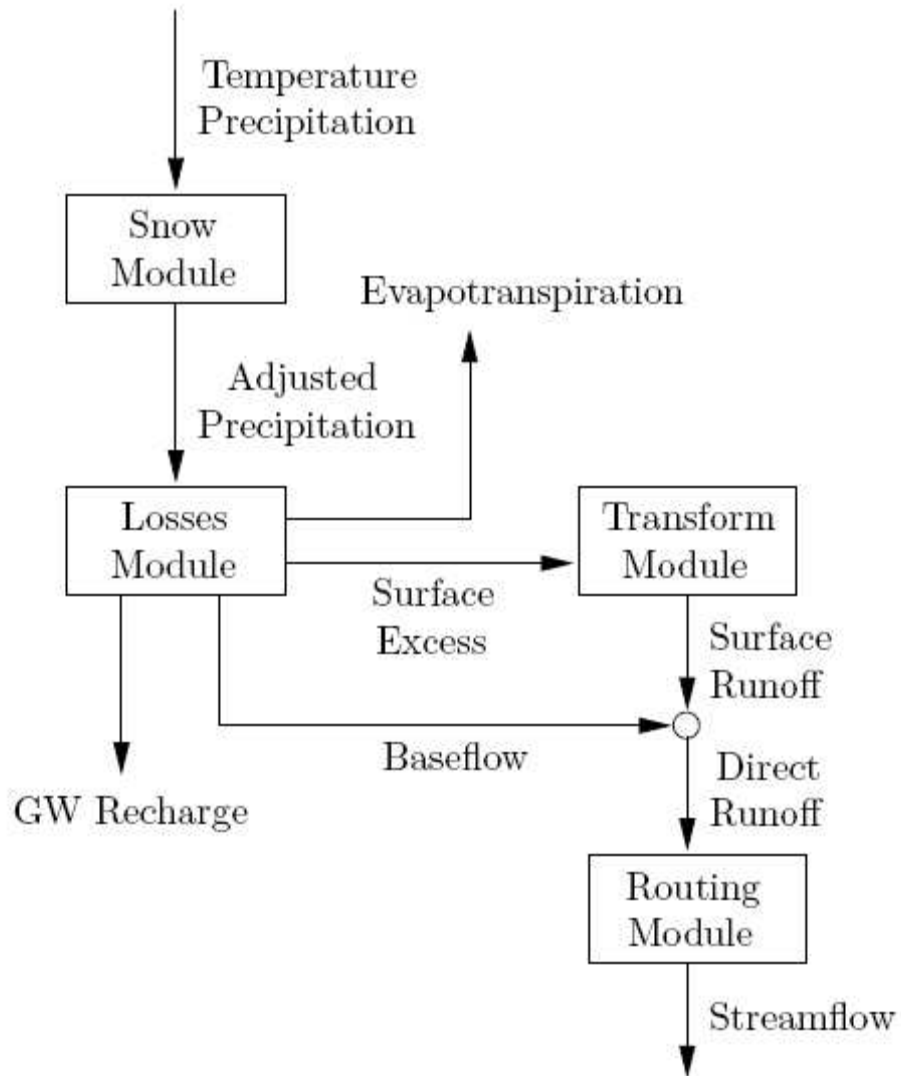 Temperature
Precipitation
Snow
Module
Evapotranspiration
Adjusted
Precipitation
Losses
Module
Transform
Module
Surface
Excess
Surface
Runoff
Baseflow
Direct
Runoff
GW Recharge
Routing
Module
Streamflow